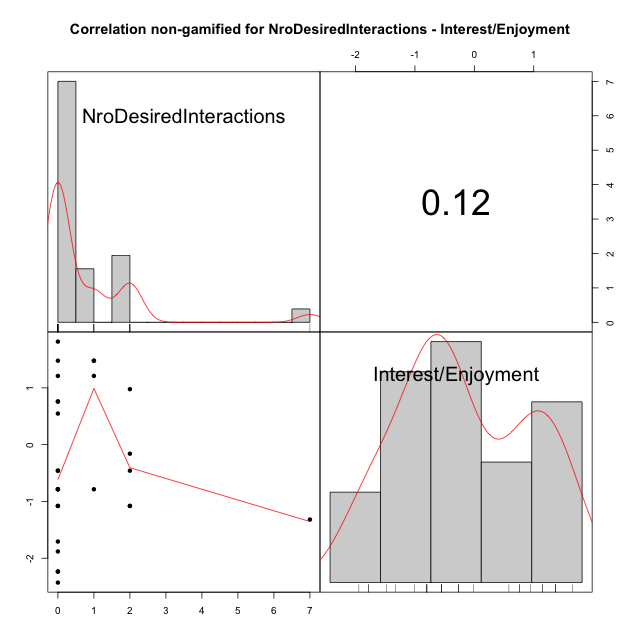 Correlation non-gamified for NroDesiredInteractions - Interest/Enjoyment
-2 -1 0 1
NroDesiredInteractions
0.12
7
6
5
4
3
2
1
0
Interest/Enjoyment
1
0
-1
-2
0 1 2 3 4 5 6 7